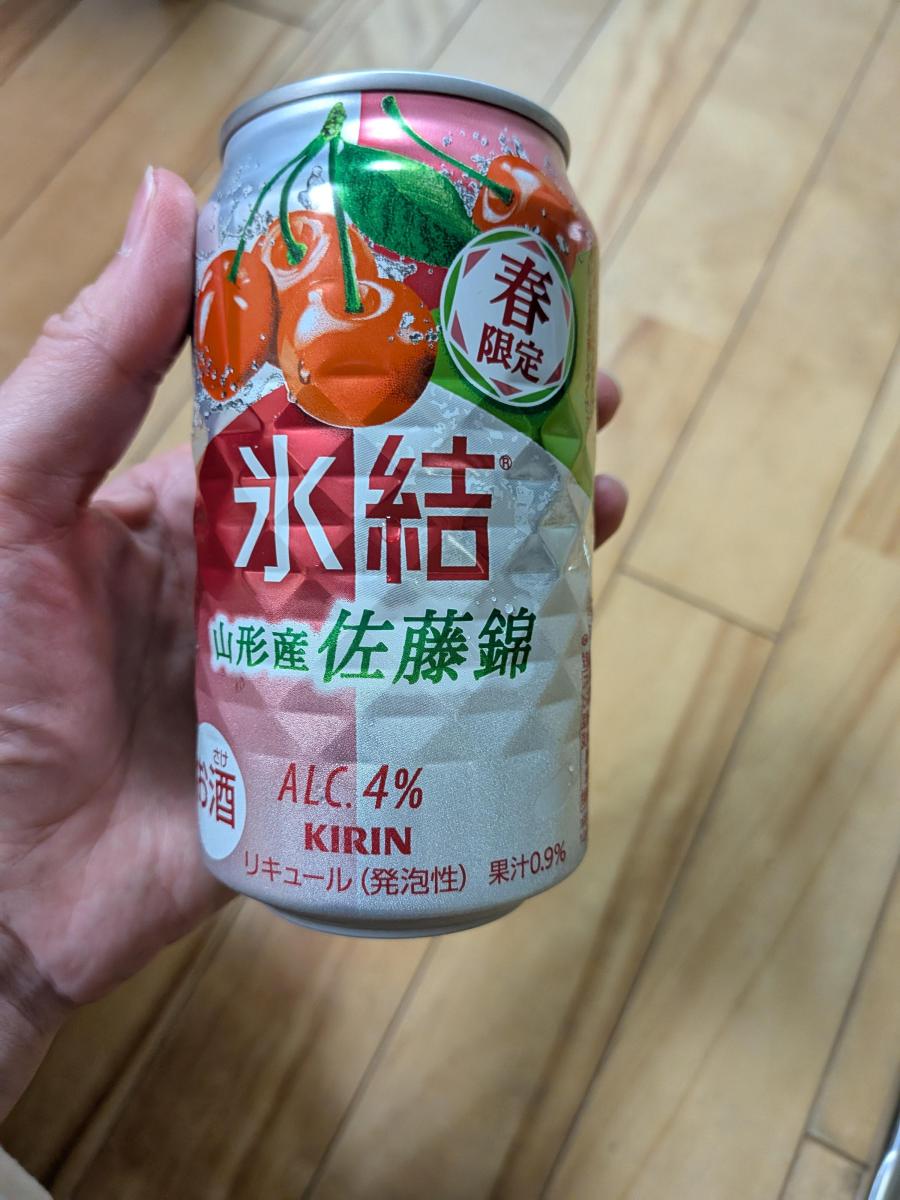 春
限定
氷結®
山形産 佐藤錦
さけ
お酒
ALC. 4%
KIRIN
リキュール(発泡性) 果汁0.9%